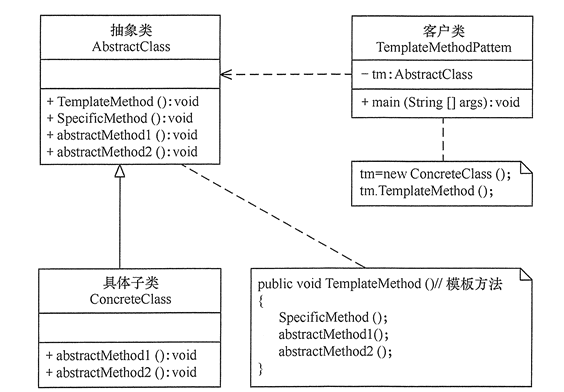 抽象类
AbstractClass
+ TemplateMethod (): void
+ SpecificMethod (): void
+ abstractMethod1 (): void
+ abstractMethod2 (): void
客户类
TemplateMethodPattem
− tm: AbstractClass
+ main (String [] args): void
tm=new ConcreteClass ();
tm.TemplateMethod ();
具体子类
ConcreteClass
+ abstractMethod1 (): void
+ abstractMethod2 (): void
public void TemplateMethod ()// 模板方法
{
SpecificMethod ();
abstractMethod1();
abstractMethod2 ();
}